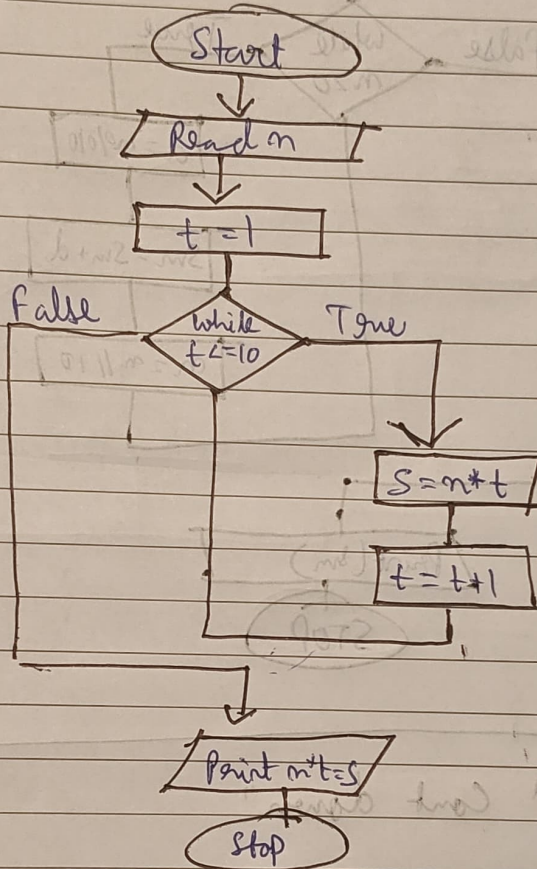 Start
Read n
t = 1
False
while
t <= 10
True
S = n* t
t = t+1
Print n*t=s
Stop